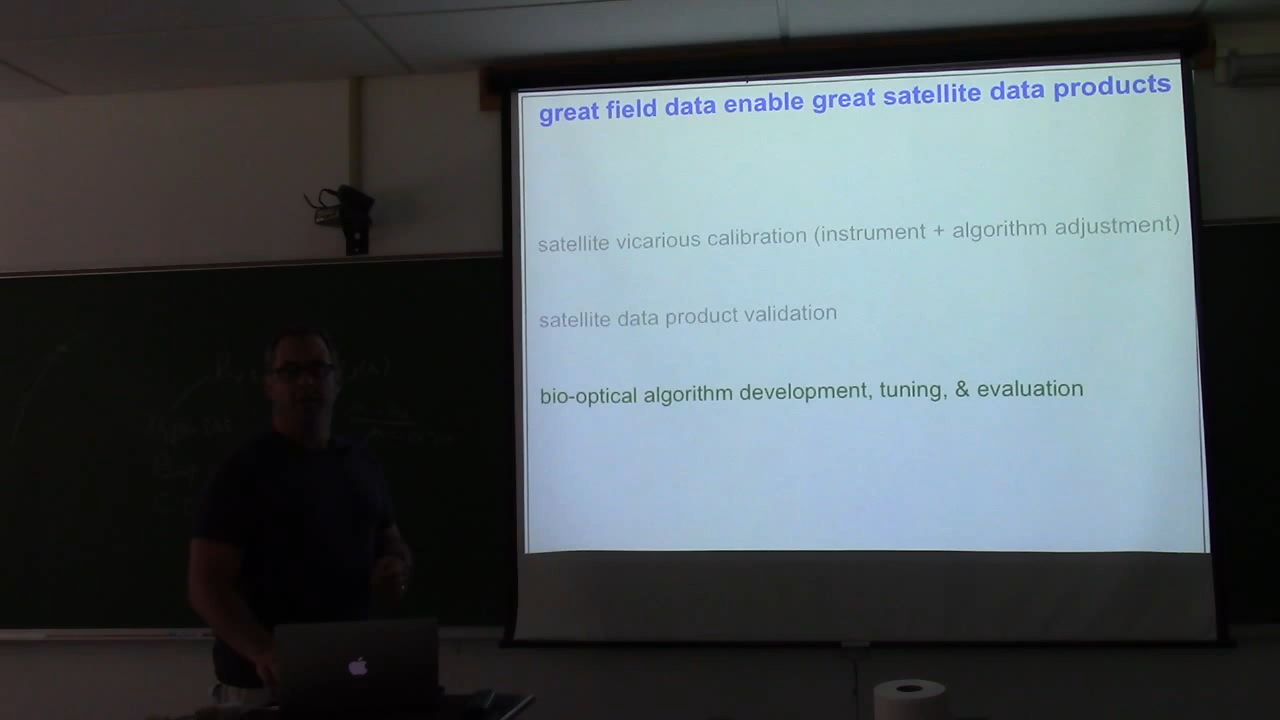 great field data enable great satellite data products
satellite vicarious calibration (instrument + algorithm adjustment)
satellite data product validation
bio-optical algorithm development, tuning, & evaluation